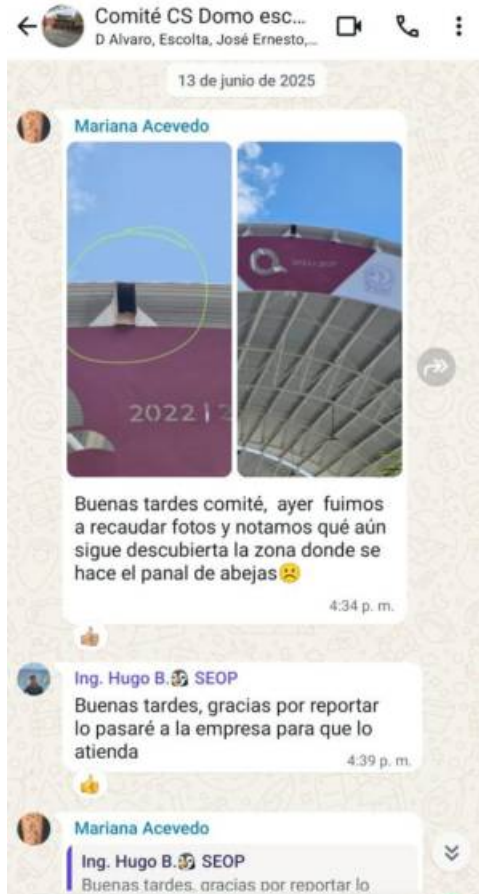 Comité CS Domo esc...
D Alvaro, Escolta, José Ernesto,...
13 de junio de 2025
Mariana Acevedo
2022 | 2
Buenas tardes comité, ayer fuimos
a recaudar fotos y notamos qué aún
sigue descubierta la zona donde se
hace el panal de abejas☹️
4:34 p. m.
Ing. Hugo B.🐼 SEOP
Buenas tardes, gracias por reportar
lo pasaré a la empresa para que lo
atienda
4:39 p. m.
Mariana Acevedo
Ing. Hugo B.🐼 SEOP
Buenas tardes, gracias por reportar lo